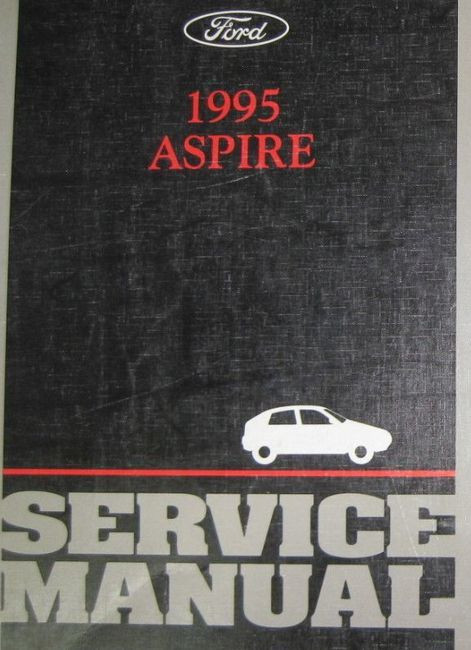 Ford
1995
ASPIRE
SERVICE
MANUAL